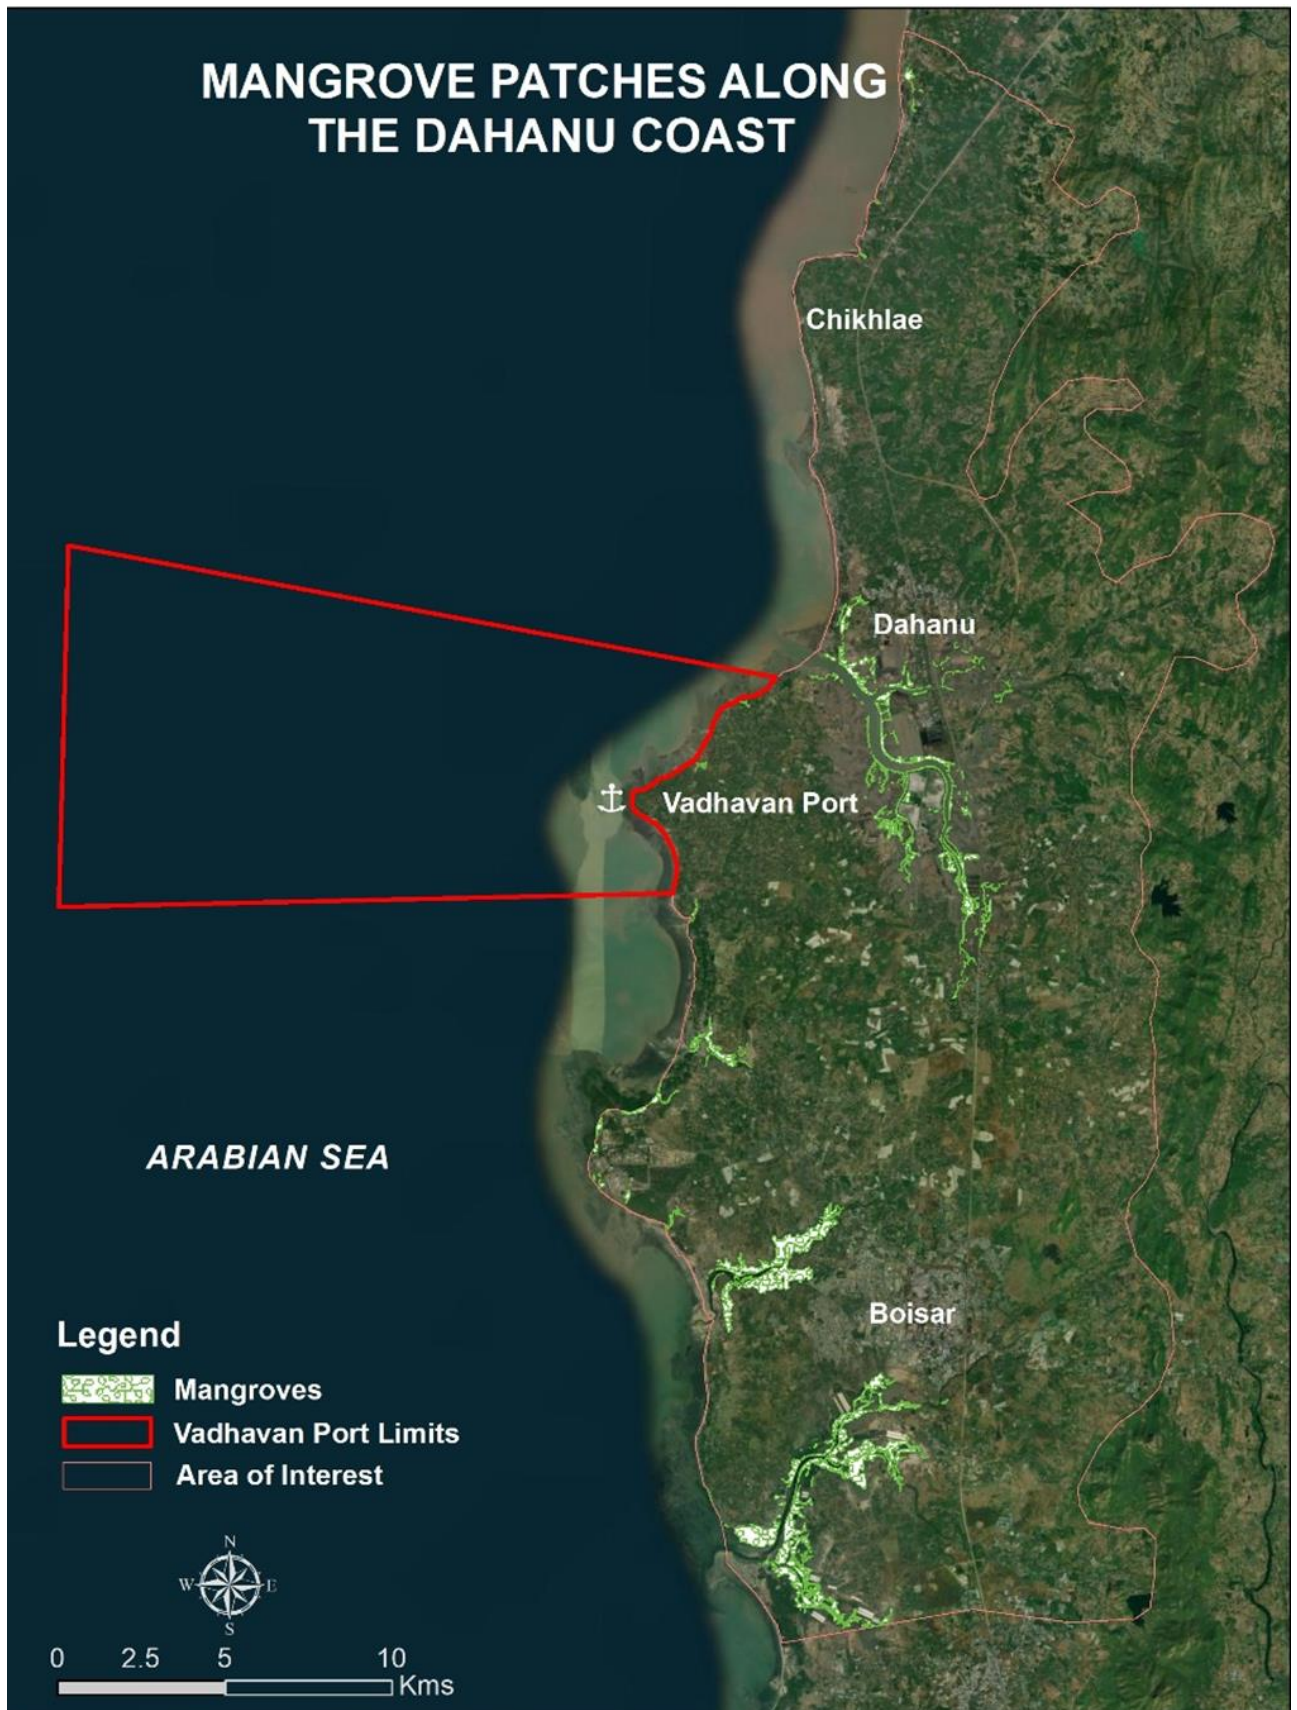 MANGROVE PATCHES ALONG
THE DAHANU COAST
Chikhlae
Dahanu
Vadhavan Port
ARABIAN SEA
Boisar
Legend
Mangroves
Vadhavan Port Limits
Area of Interest
N
W E
S
0 2.5 5 10
Kms